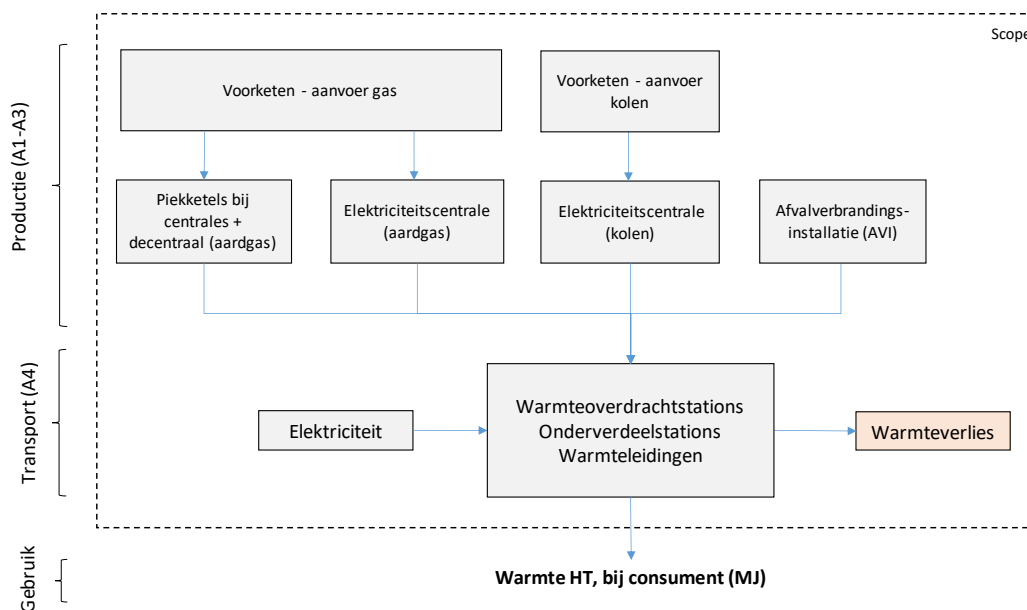 Scope
Productie (A1-A3)
Voorketen - aanvoer gas
Voorketen - aanvoer
kolen
Piekketels bij
centrales +
decentraal (aardgas)
Elektriciteitscentrale
(aardgas)
Elektriciteitscentrale
(kolen)
Afvalverbrandings-
installatie (AVI)
Transport (A4)
Elektriciteit
Warmteoverdrachtstations
Onderverdeelstations
Warmteleidingen
Warmteverlies
Gebruik
Warmte HT, bij consument (MJ)